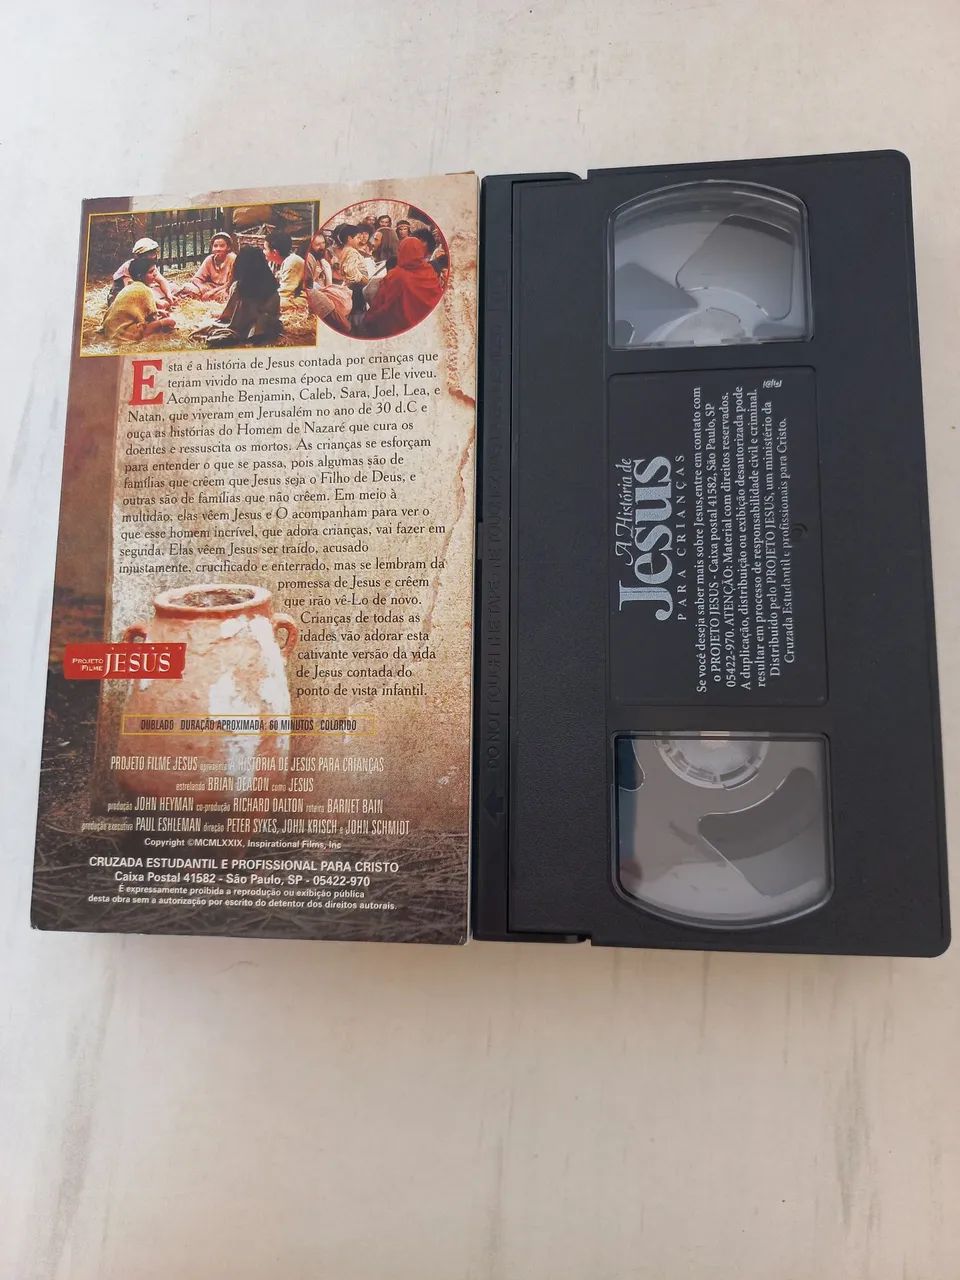 Esta é a história de Jesus contada por crianças que
teriam vivido na mesma época em que Ele viveu.
Acompanhe Benjamin, Caleb, Sara, Joel, Lea, e
Natan, que viveram em Jerusalém no ano de 30 d.C e
ouça as histórias do Homem de Nazaré que cura os
doentes e ressuscita os mortos. As crianças se esforçam
para entender o que se passa, pois algumas são de
famílias que crêem que Jesus seja o Filho de Deus, e
outras são de famílias que não crêem. Em meio à
multidão, elas vêem Jesus e O acompanham para ver o
que esse homem incrível, que adora crianças, vai fazer em
seguida. Elas vêem Jesus ser traído, acusado
injustamente, crucificado e enterrado, mas se lembram da
promessa de Jesus e crêem
que irão vê-Lo de novo.
Crianças de todas as
idades vão adorar esta
cativante versão da vida
de Jesus contada do
ponto de vista infantil.
PROJETO
FILME
JESUS
DUBLADO DURAÇÃO APROXIMADA: 60 MINUTOS COLORIDO
PROJETO FILME JESUS apresenta A HISTÓRIA DE JESUS PARA CRIANÇAS
estrelando BRIAN DEACON como JESUS
produção JOHN HEYMAN co-produção RICHARD DALTON roteiro BARNET BAIN
produção executiva PAUL ESHLEMAN direção PETER SYKES, JOHN KRISCH e JOHN SCHMIDT
Copyright ©MCMLXXIX, Inspirational Films, Inc
CRUZADA ESTUDANTIL E PROFISSIONAL PARA CRISTO
Caixa Postal 41582 - São Paulo, SP - 05422-970
É expressamente proibida a reprodução ou exibição pública
desta obra sem a autorização por escrito do detentor dos direitos autorais.
DO NOT TOUCH THE TAPE
A História de
Jesus
PARA CRIANÇAS
Se você deseja saber mais sobre Jesus,entre em contato com
o PROJETO JESUS - Caixa postal 41582, São Paulo, SP
05422-970. ATENÇÃO: Material com direitos reservados.
A duplicação, distribuição ou exibição desautorizada pode
resultar em processo de responsabilidade civil e criminal.
Distribuído pelo PROJETO JESUS, um ministério da
Cruzada Estudantil e profissionais para Cristo.